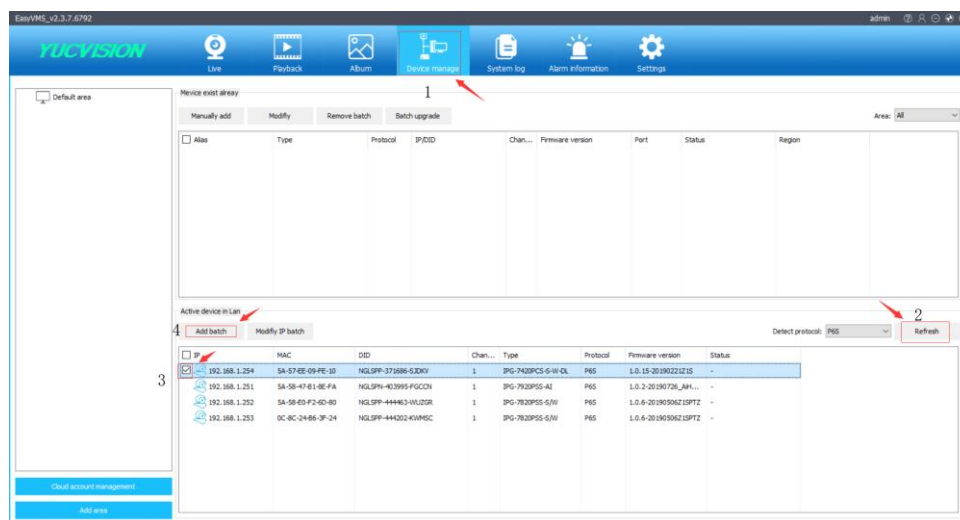 EasyVMS_v2.3.7.6792 admin
YUCVISION Live Playback Album Device manage System log Alarm information Settings
1
Default area
Mevice exist alreay
Manually add Modify Remove batch Batch upgrade Area: All
Alias Type Protocol IP/DID Chan... Firmware version Port Status Region
Active device in Lan
2
4 Add batch Modifiy IP batch Detect protocol: P6S Refresh
IP MAC DID Chan... Type Protocol Firmware version Status
3
192.168.1.254 5A-57-EE-09-FE-10 NGLSPP-371686-SJDKV 1 IPG-7420PCS-S-W-DL P6S 1.0.15-20190221Z1S -
192.168.1.251 5A-58-47-B1-8E-FA NGLSPN-403995-FGCCN 1 IPG-7920PSS-AI P6S 1.0.2-20190726_AiH... -
192.168.1.252 5A-58-E0-F2-6D-80 NGLSPP-444463-WUZGR 1 IPG-7820PSS-S/W P6S 1.0.6-20190506Z1SPTZ -
192.168.1.253 0C-8C-24-B6-3F-24 NGLSPP-444202-KWMSC 1 IPG-7820PSS-S/W P6S 1.0.6-20190506Z1SPTZ -
Cloud account management
Add area